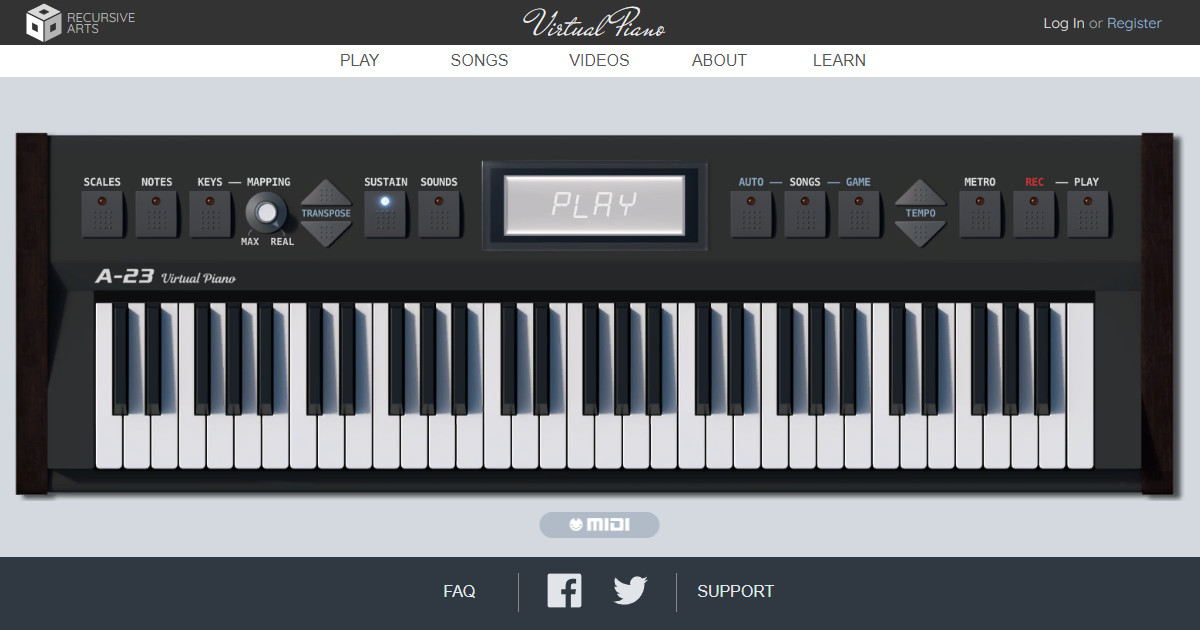 RECURSIVE
ARTS
Virtual Piano
Log In or Register
PLAY SONGS VIDEOS ABOUT LEARN
SCALES NOTES KEYS — MAPPING SUSTAIN SOUNDS AUTO — SONGS — GAME METRO REC — PLAY
PLAY
TRANSPOSE TEMPO
MAX REAL
A-23 Virtual Piano
MIDI
FAQ SUPPORT